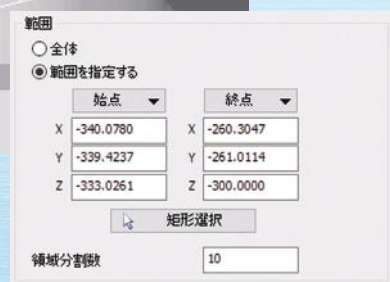 範囲
全体
範囲を指定する
始点 終点
X -340.0780 X -260.3047
Y -339.4237 Y -261.0114
Z -333.0261 Z -300.0000
矩形選択
領域分割数 10